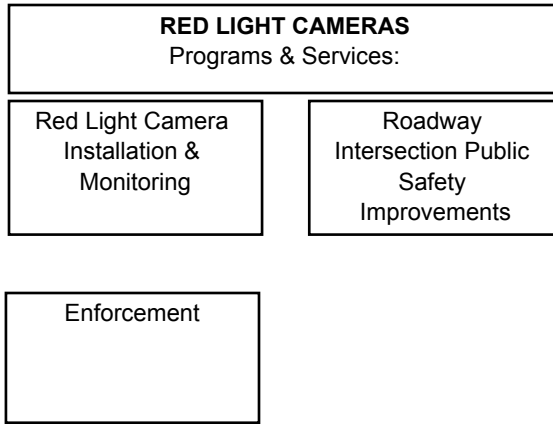 RED LIGHT CAMERAS
Programs & Services:
Red Light Camera
Installation &
Monitoring
Roadway
Intersection Public
Safety
Improvements
Enforcement